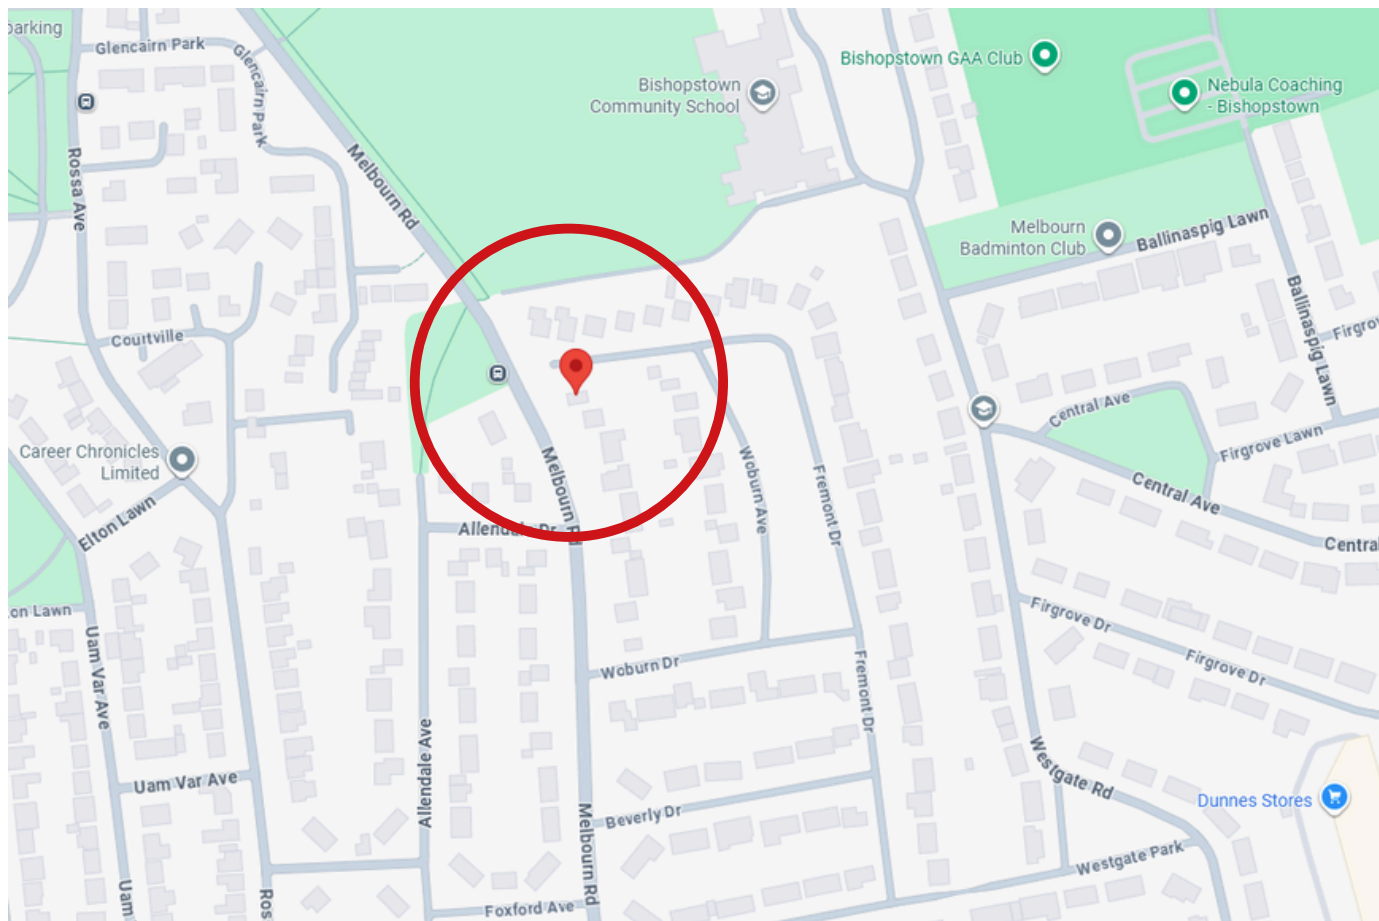 parking
Glencairn Park
Glencairn Park
Bishopstown
Community School
Bishopstown GAA Club
Nebula Coaching
- Bishopstown
Rossa Ave
Melbourn Rd
Melbourn
Badminton Club
Ballinaspig Lawn
Ballinaspig Lawn
Firgrov
Courtville
Central Ave
Firgrove Lawn
Career Chronicles
Limited
Elton Lawn
Melbourn Rd
Woburn Ave
Fremont Dr
Central Ave
Allendale Dr
Central
on Lawn
Uam Var Ave
Firgrove Dr
Woburn Dr
Fremont Dr
Firgrove Dr
Allendale Ave
Uam Var Ave
Westgate Rd
Dunnes Stores
Beverly Dr
Melbourn Rd
Westgate Park
Uam
Ros
Foxford Ave